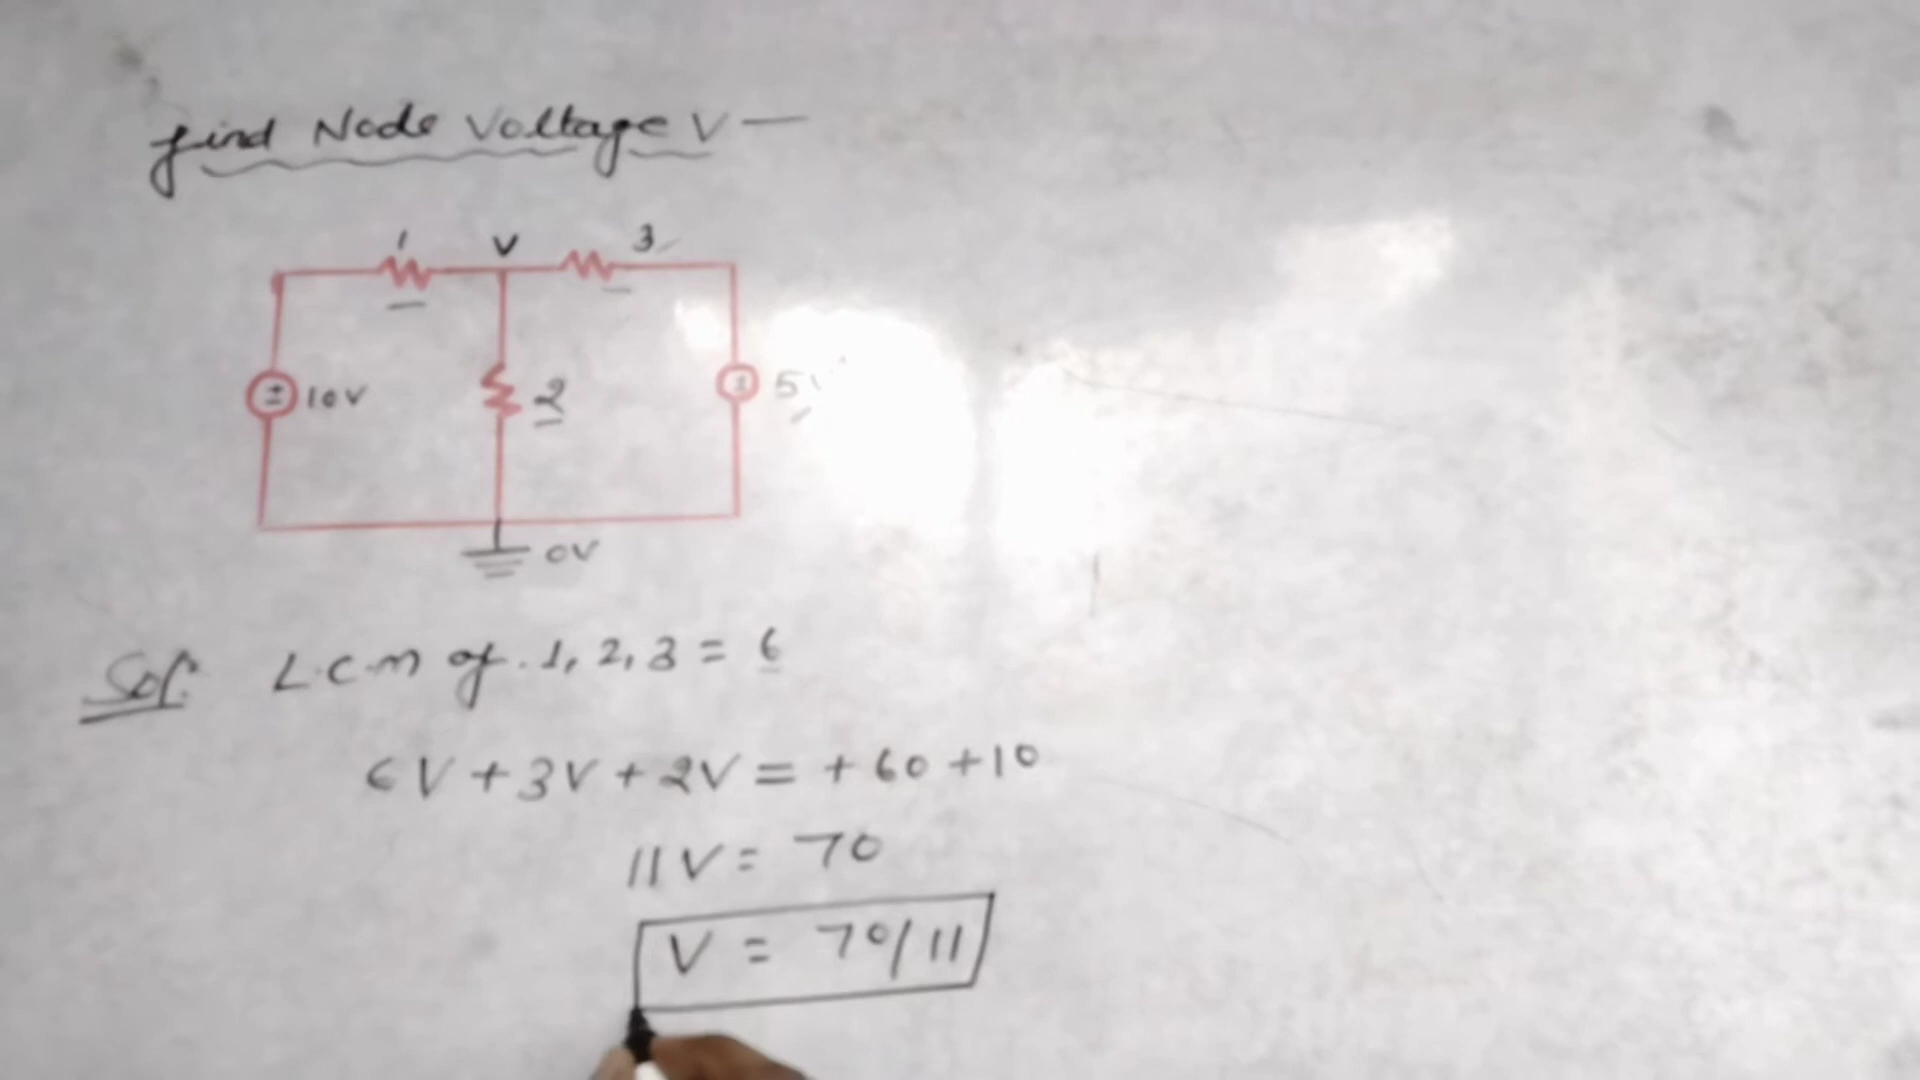 find Node Voltage V —
1 V 3
± 10V 2 ± 5V
0V
Sol: L.C.M of. 1, 2, 3 = 6
6V + 3V + 2V = + 60 + 10
11V = 70
V = 70/11